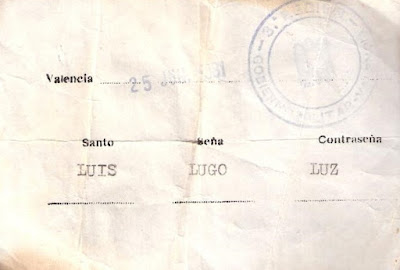 Valencia 25
Santo Seña Contraseña
LUIS LUGO LUZ